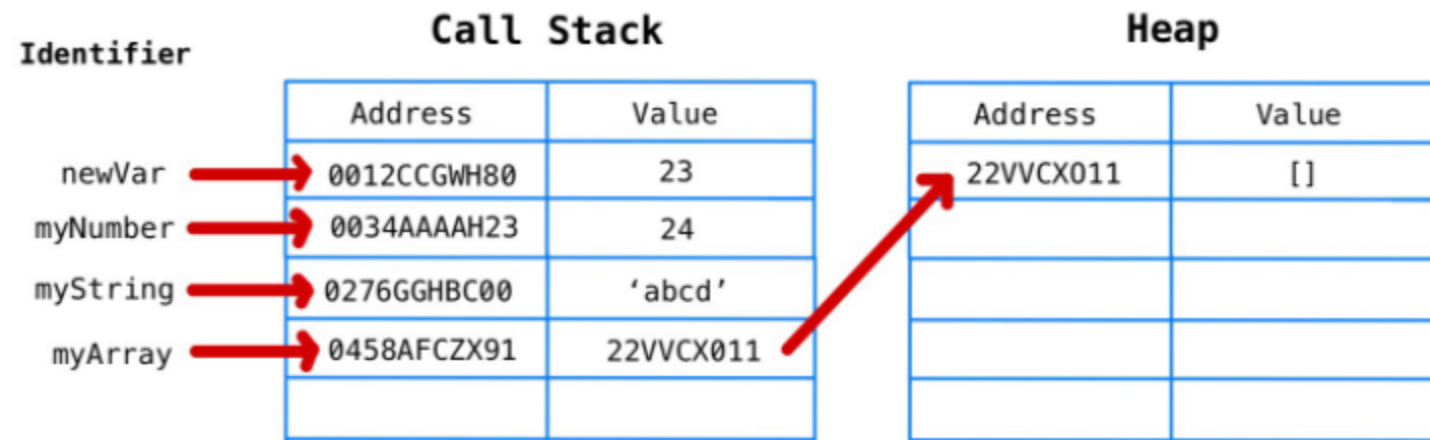 Call Stack Heap
Identifier
Address Value Address Value
newVar 0012CCGWH80 23 22VVCX011 []
myNumber 0034AAAAH23 24
myString 0276GGHBC00 ‘abcd’
myArray 0458AFCZX91 22VVCX011